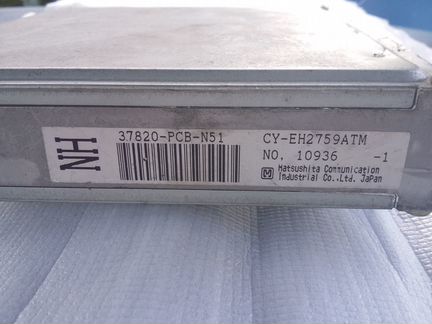 NH
37820-PCB-N51
CY-EH2759ATM
NO. 10936 -1
M Matsushita Communication
Industrial Co.,Ltd. Japan